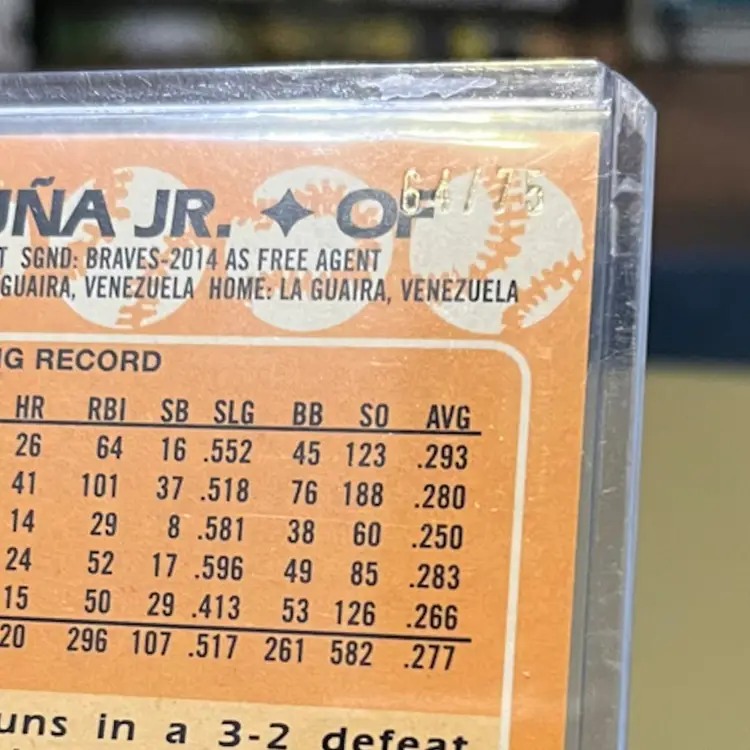 UÑA JR. ✦ OF 64/75
T SGND: BRAVES-2014 AS FREE AGENT
GUAIRA, VENEZUELA HOME: LA GUAIRA, VENEZUELA
NG RECORD
HR RBI SB SLG BB SO AVG
26 64 16 .552 45 123 .293
41 101 37 .518 76 188 .280
14 29 8 .581 38 60 .250
24 52 17 .596 49 85 .283
15 50 29 .413 53 126 .266
20 296 107 .517 261 582 .277
uns in a 3-2 defeat